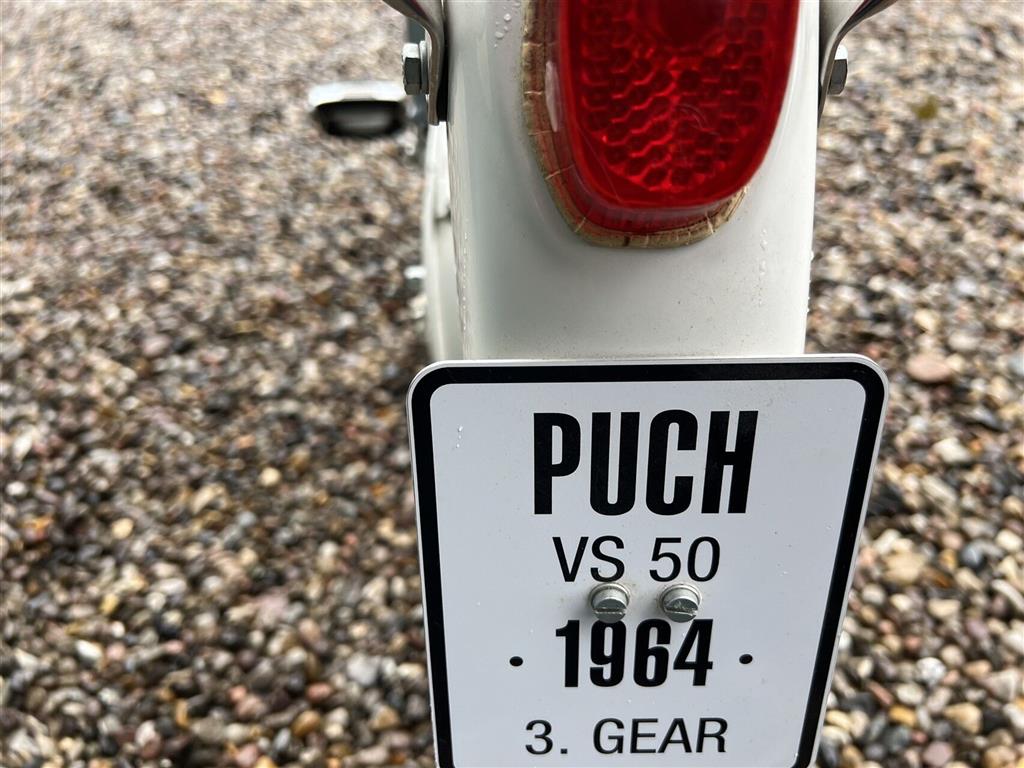 PUCH
VS 50
· 1964 ·
3. GEAR